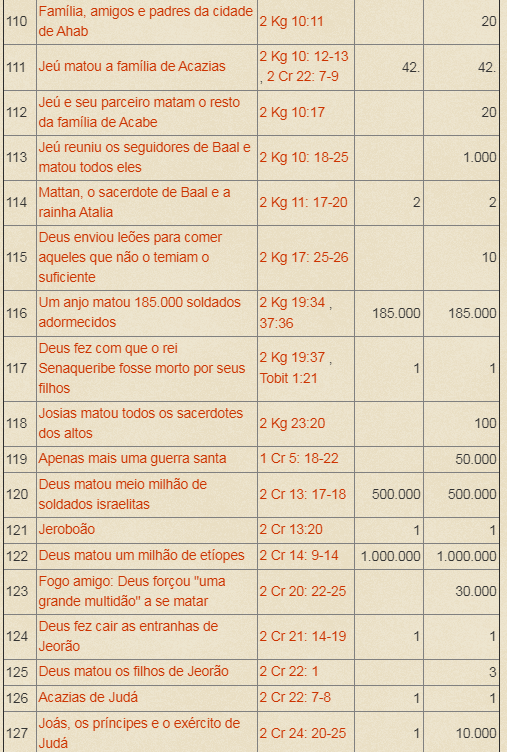 110 Família, amigos e padres da cidade de Ahab 2 Kg 10:11 20
111 Jeú matou a família de Acazias 2 Kg 10: 12-13 , 2 Cr 22: 7-9 42. 42.
112 Jeú e seu parceiro matam o resto da família de Acabe 2 Kg 10:17 20
113 Jeú reuniu os seguidores de Baal e matou todos eles 2 Kg 10: 18-25 1.000
114 Mattan, o sacerdote de Baal e a rainha Atalia 2 Kg 11: 17-20 2 2
115 Deus enviou leões para comer aqueles que não o temiam o suficiente 2 Kg 17: 25-26 10
116 Um anjo matou 185.000 soldados adormecidos 2 Kg 19:34 , 37:36 185.000 185.000
117 Deus fez com que o rei Senaqueribe fosse morto por seus filhos 2 Kg 19:37 , Tobit 1:21 1 1
118 Josias matou todos os sacerdotes dos altos 2 Kg 23:20 100
119 Apenas mais uma guerra santa 1 Cr 5: 18-22 50.000
120 Deus matou meio milhão de soldados israelitas 2 Cr 13: 17-18 500.000 500.000
121 Jeroboão 2 Cr 13:20 1 1
122 Deus matou um milhão de etíopes 2 Cr 14: 9-14 1.000.000 1.000.000
123 Fogo amigo: Deus forçou "uma grande multidão" a se matar 2 Cr 20: 22-25 30.000
124 Deus fez cair as entranhas de Jeorão 2 Cr 21: 14-19 1 1
125 Deus matou os filhos de Jeorão 2 Cr 22: 1 3
126 Acazias de Judá 2 Cr 22: 7-8 1 1
127 Joás, os príncipes e o exército de Judá 2 Cr 24: 20-25 1 10.000